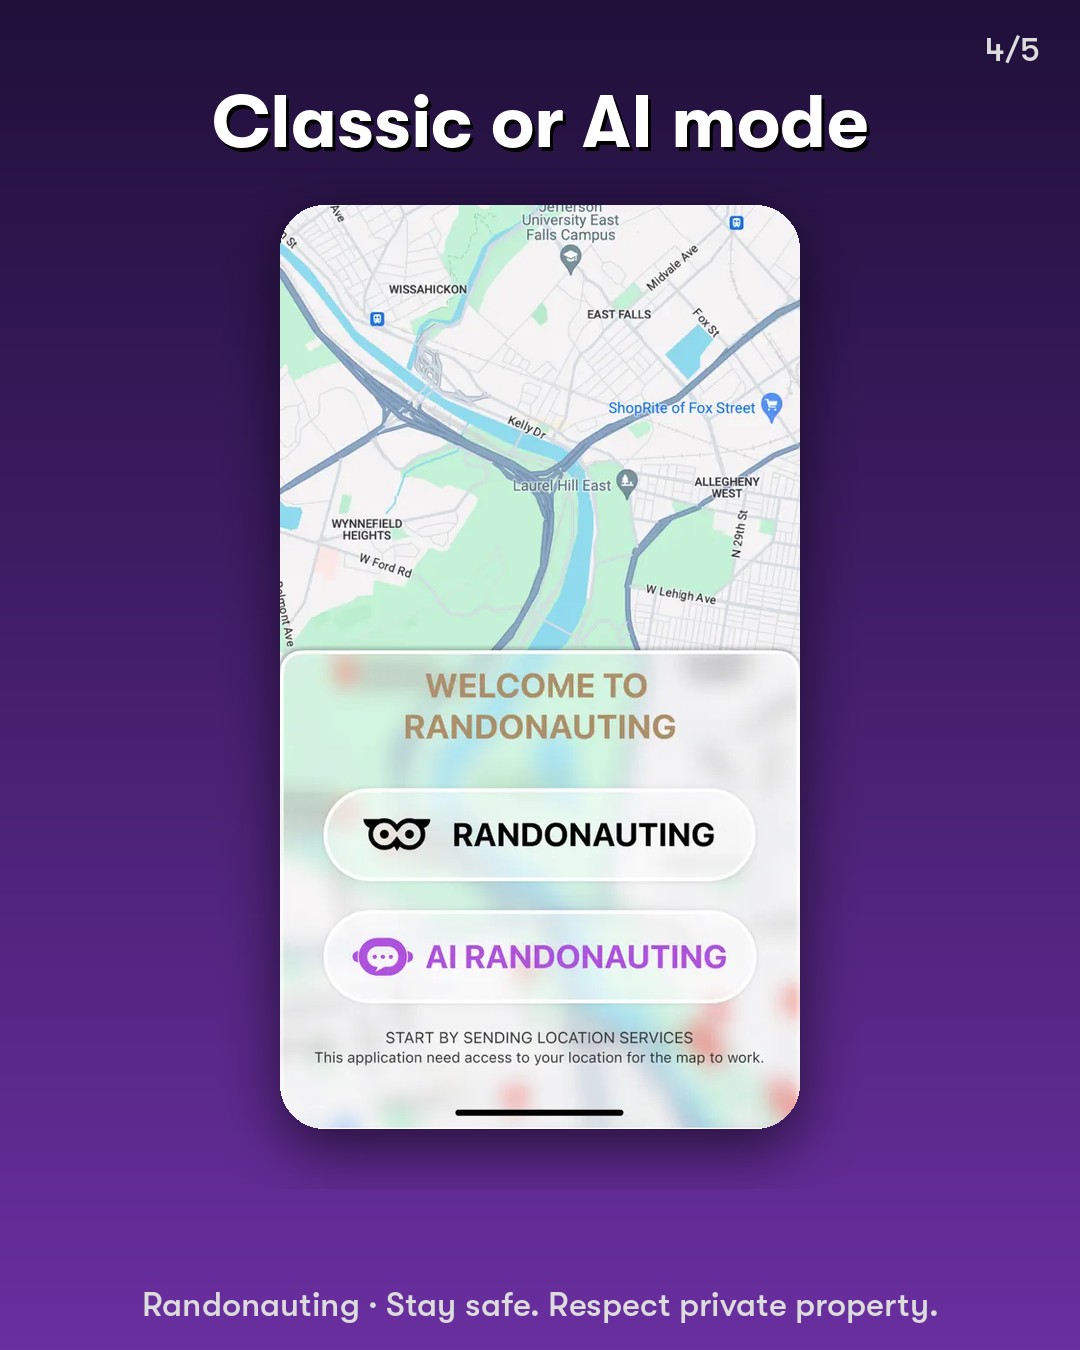 4/5
Classic or AI mode
Jefferson
University East
Falls Campus
Ave
WISSAHICKON
Midvale Ave
EAST FALLS
Fox St
ShopRite of Fox Street
Kelly Dr
Laurel Hill East
ALLEGHENY
WEST
WYNNEFIELD
HEIGHTS
N 29th St
W Ford Rd
W Lehigh Ave
WELCOME TO
RANDONAUTING
RANDONAUTING
AI RANDONAUTING
START BY SENDING LOCATION SERVICES
This application need access to your location for the map to work.
Randonauting · Stay safe. Respect private property.